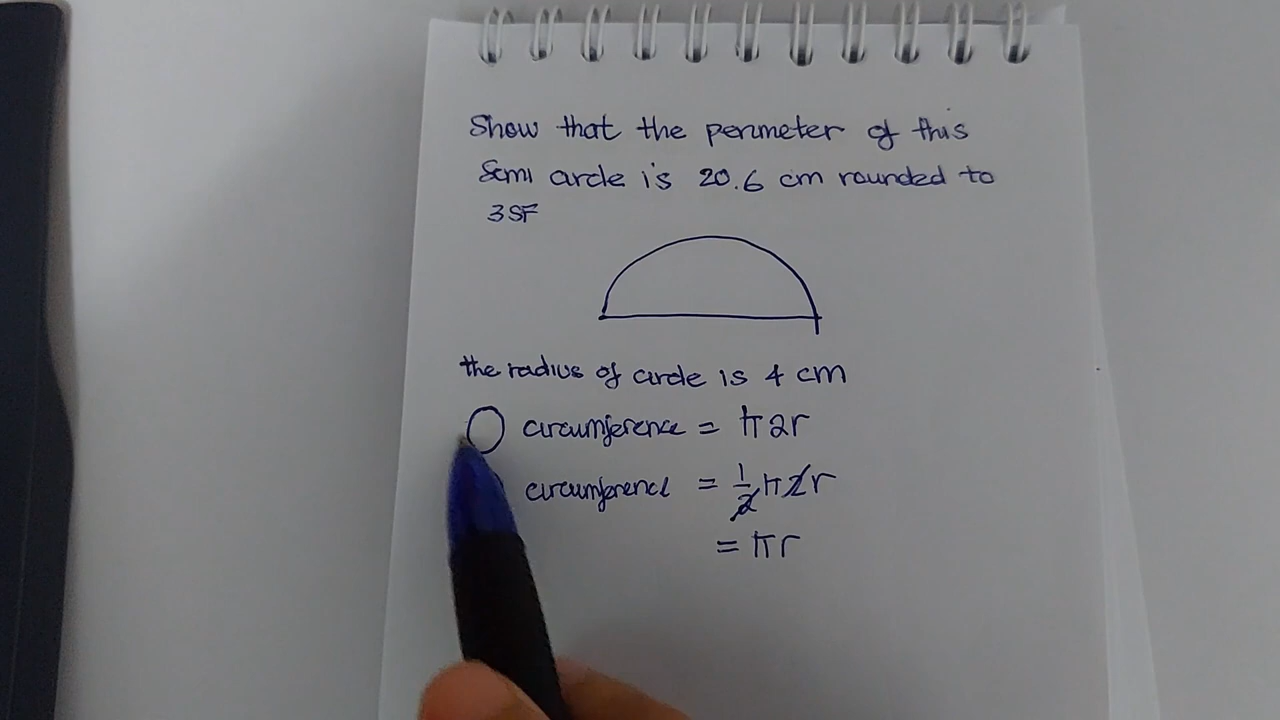 Show that the perimeter of this
Semi circle is 20.6 cm rounded to
3SF
the radius of circle is 4 cm
circumference = π2r
circumference = 1/2 π2r
= πr